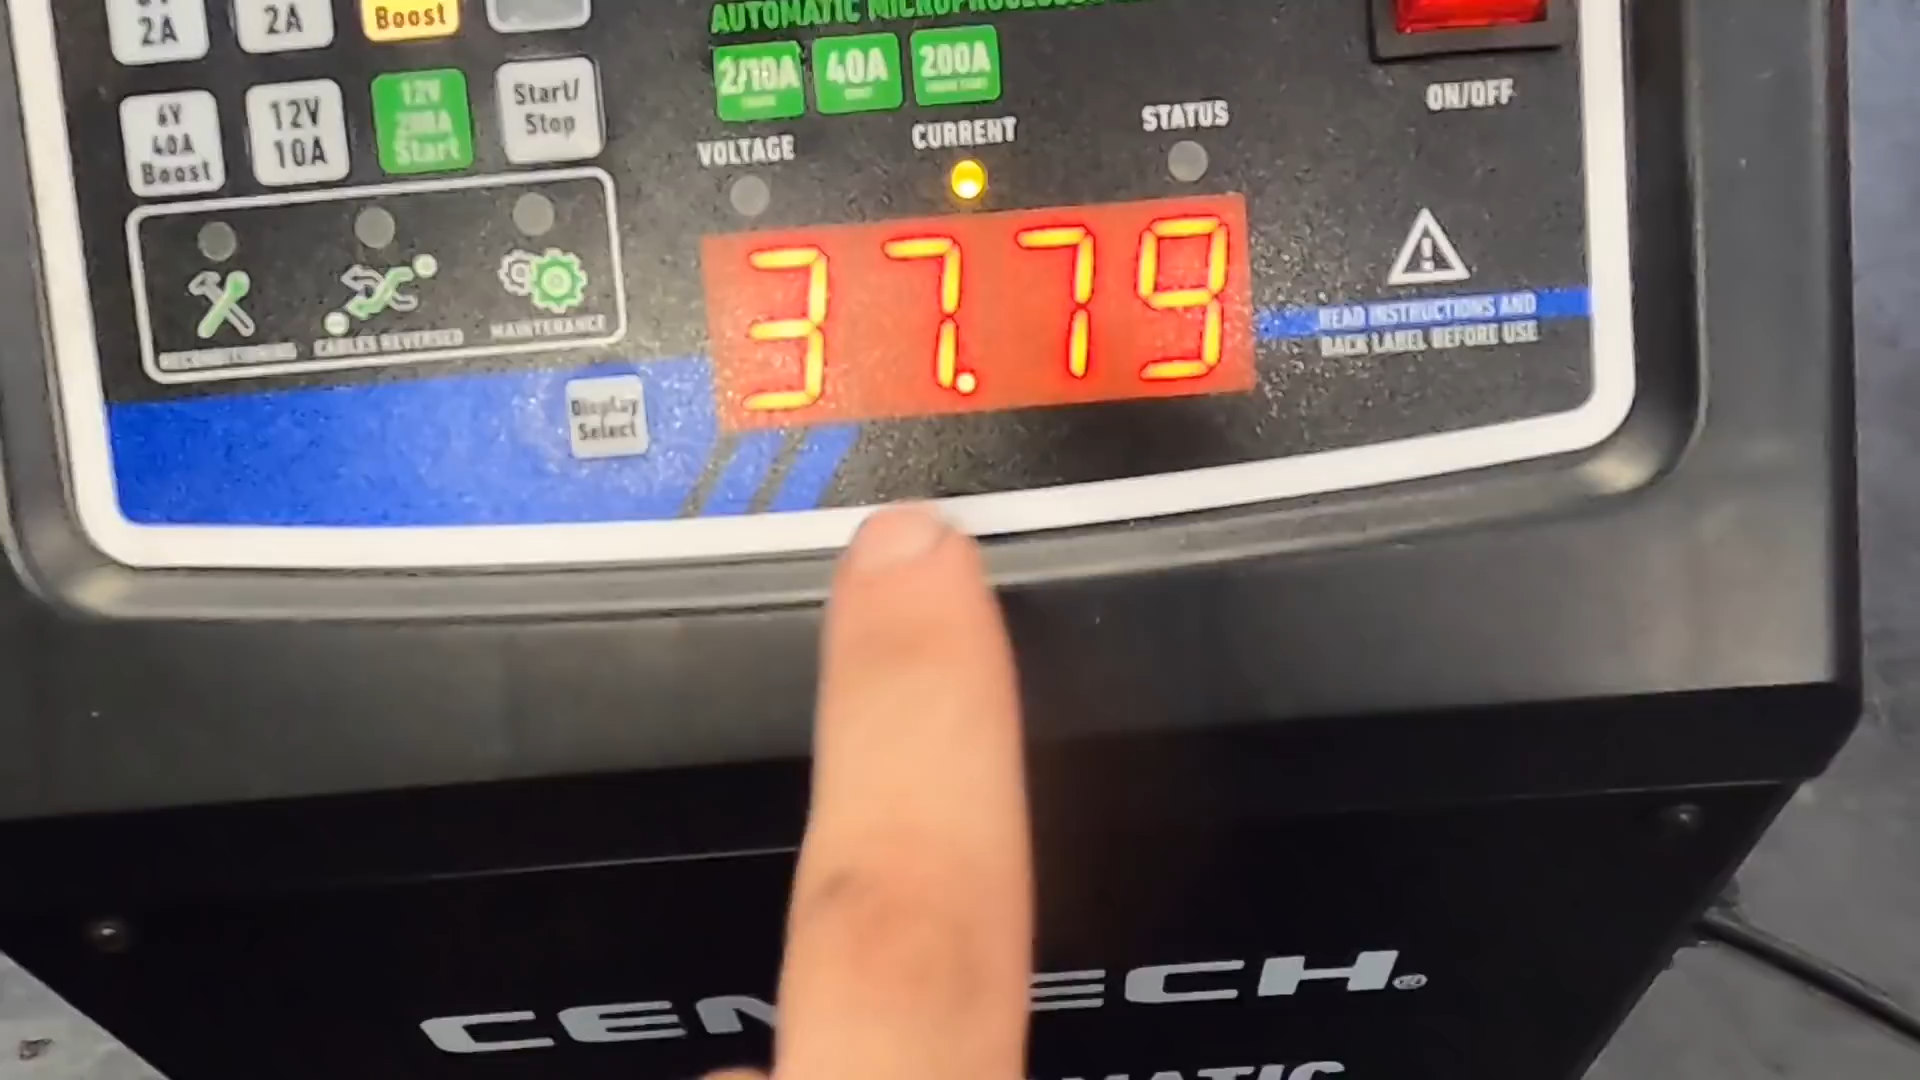 2A
2A
Boost
6V
40A
Boost
12V
10A
12V
200A
Start
Start/
Stop
AUTOMATIC
2/10A
40A
200A
VOLTAGE
CURRENT
STATUS
ON/OFF
37.79
CABLES REVERSED
MAINTENANCE
Display
Select
READ INSTRUCTIONS AND
BACK LABEL BEFORE USE
CEN ECH
MATIC